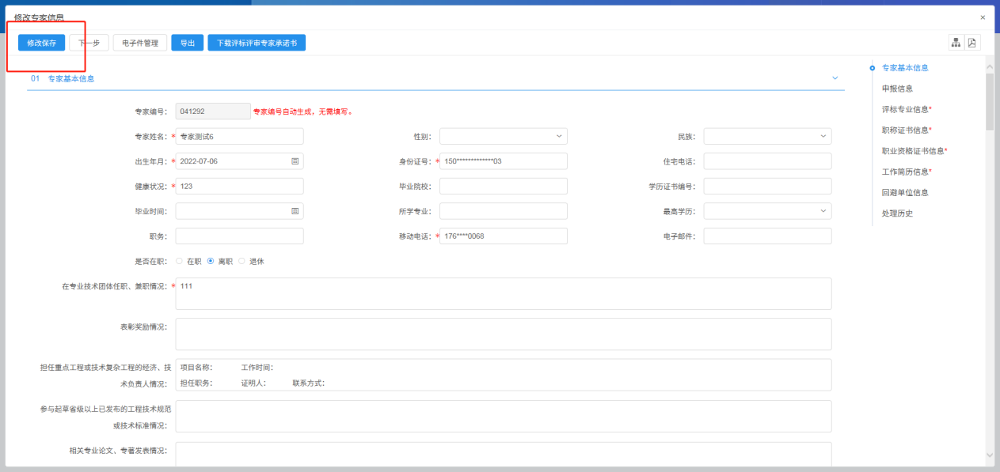 修改专家信息
×
修改保存 下一步 电子件管理 导出 下载评标评审专家承诺书
01 专家基本信息
专家编号： 041292 专家编号自动生成，无需填写。
专家姓名：* 专家测试6 性别： 民族：
出生年月：* 2022-07-06 身份证号：* 150*************03 住宅电话：
健康状况：* 123 毕业院校： 学历证书编号：
毕业时间： 所学专业： 最高学历：
职务： 移动电话：* 176****0068 电子邮件：
是否在职： 在职 离职 退休
在专业技术团体任职、兼职情况：* 111
表彰奖励情况：
担任重点工程或技术复杂工程的经济、技 项目名称： 工作时间：
术负责人情况： 担任职务： 证明人： 联系方式：
参与起草省级以上已发布的工程技术规范
或技术标准情况：
相关专业论文、专著发表情况：
专家基本信息
申报信息
评标专业信息*
职称证书信息*
职业资格证书信息*
工作简历信息*
回避单位信息
处理历史